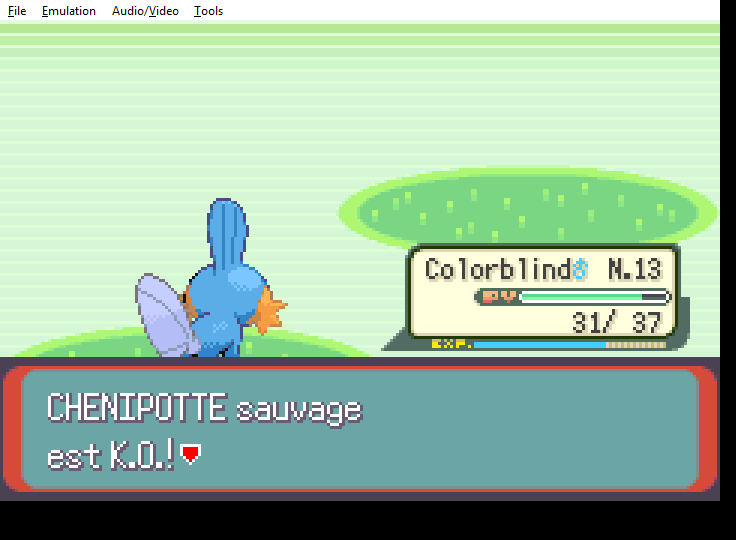 File Emulation Audio/Video Tools
Colorblind♂ N.13
PV
31/ 37
EXP.
CHENIPOTTE sauvage
est K.O.!